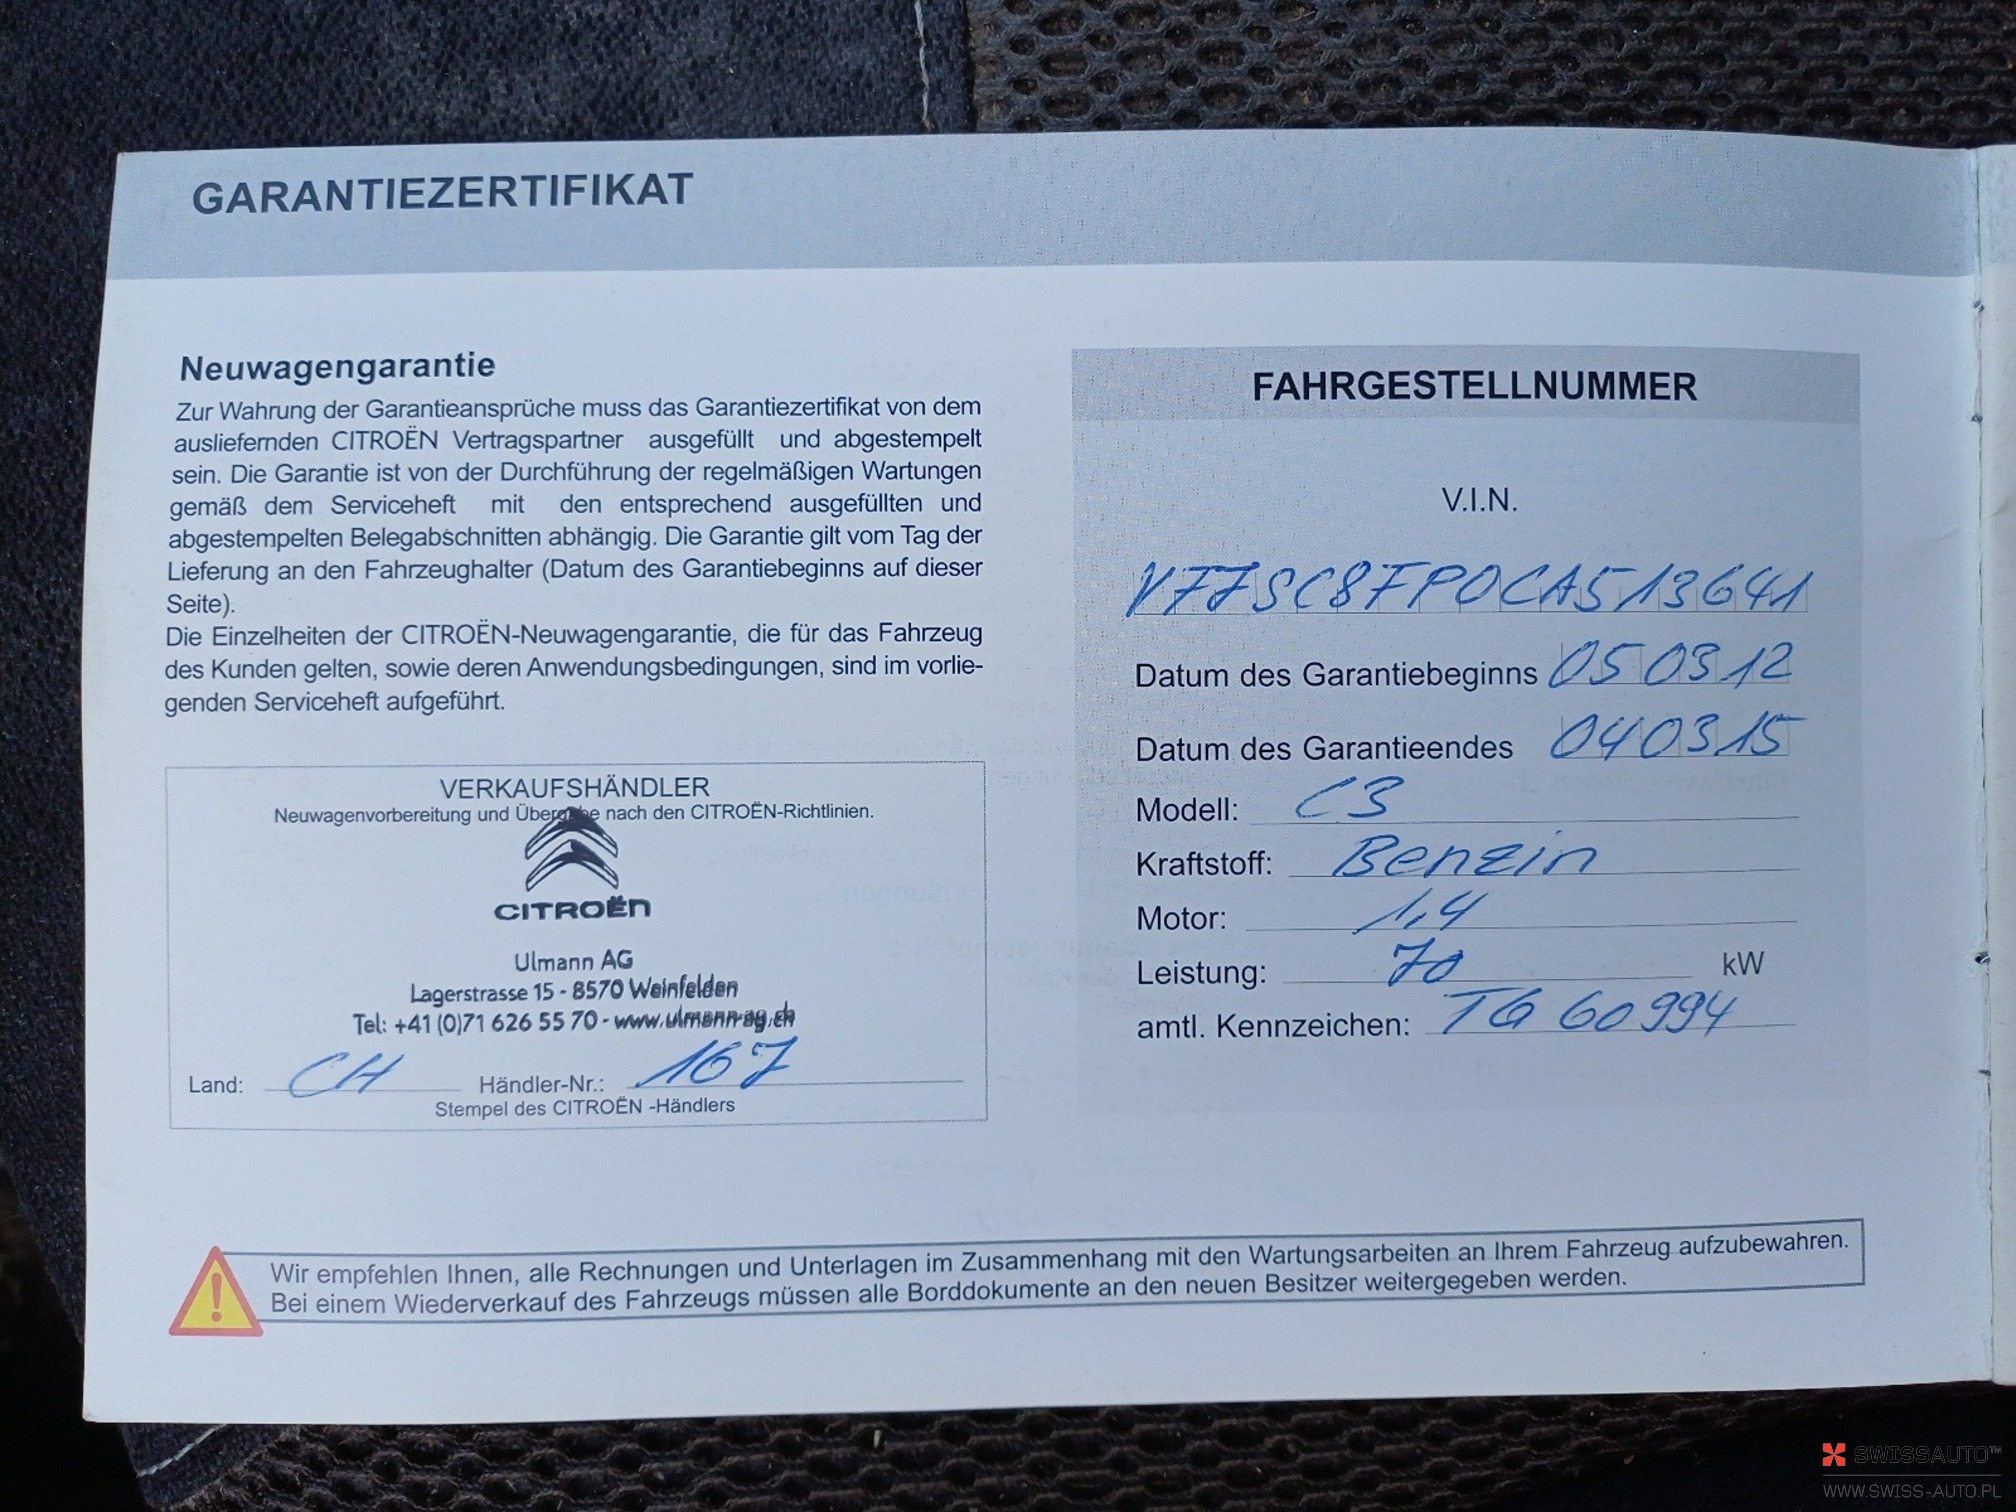 GARANTIEZERTIFIKAT
Neuwagengarantie
Zur Wahrung der Garantieansprüche muss das Garantiezertifikat von dem
ausliefernden CITROËN Vertragspartner ausgefüllt und abgestempelt
sein. Die Garantie ist von der Durchführung der regelmäßigen Wartungen
gemäß dem Serviceheft mit den entsprechend ausgefüllten und
abgestempelten Belegabschnitten abhängig. Die Garantie gilt vom Tag der
Lieferung an den Fahrzeughalter (Datum des Garantiebeginns auf dieser
Seite).
Die Einzelheiten der CITROËN-Neuwagengarantie, die für das Fahrzeug
des Kunden gelten, sowie deren Anwendungsbedingungen, sind im vorlie-
genden Serviceheft aufgeführt.
VERKAUFSHÄNDLER
Neuwagenvorbereitung und Übergabe nach den CITROËN-Richtlinien.
CITROËN
Ulmann AG
Lagerstrasse 15 - 8570 Weinfelden
Tel: +41 (0)71 626 55 70 - www.ulmann-ag.ch
Land: CH Händler-Nr.: 167
Stempel des CITROËN -Händlers
FAHRGESTELLNUMMER
V.I.N.
VF7SC8FP0CA513641
Datum des Garantiebeginns 050312
Datum des Garantieendes 040315
Modell: C3
Kraftstoff: Benzin
Motor: 1,4
Leistung: 70 kW
amtl. Kennzeichen: TG 60994
Wir empfehlen Ihnen, alle Rechnungen und Unterlagen im Zusammenhang mit den Wartungsarbeiten an Ihrem Fahrzeug aufzubewahren.
Bei einem Wiederverkauf des Fahrzeugs müssen alle Borddokumente an den neuen Besitzer weitergegeben werden.
SWISSAUTO™
WWW.SWISS-AUTO.PL